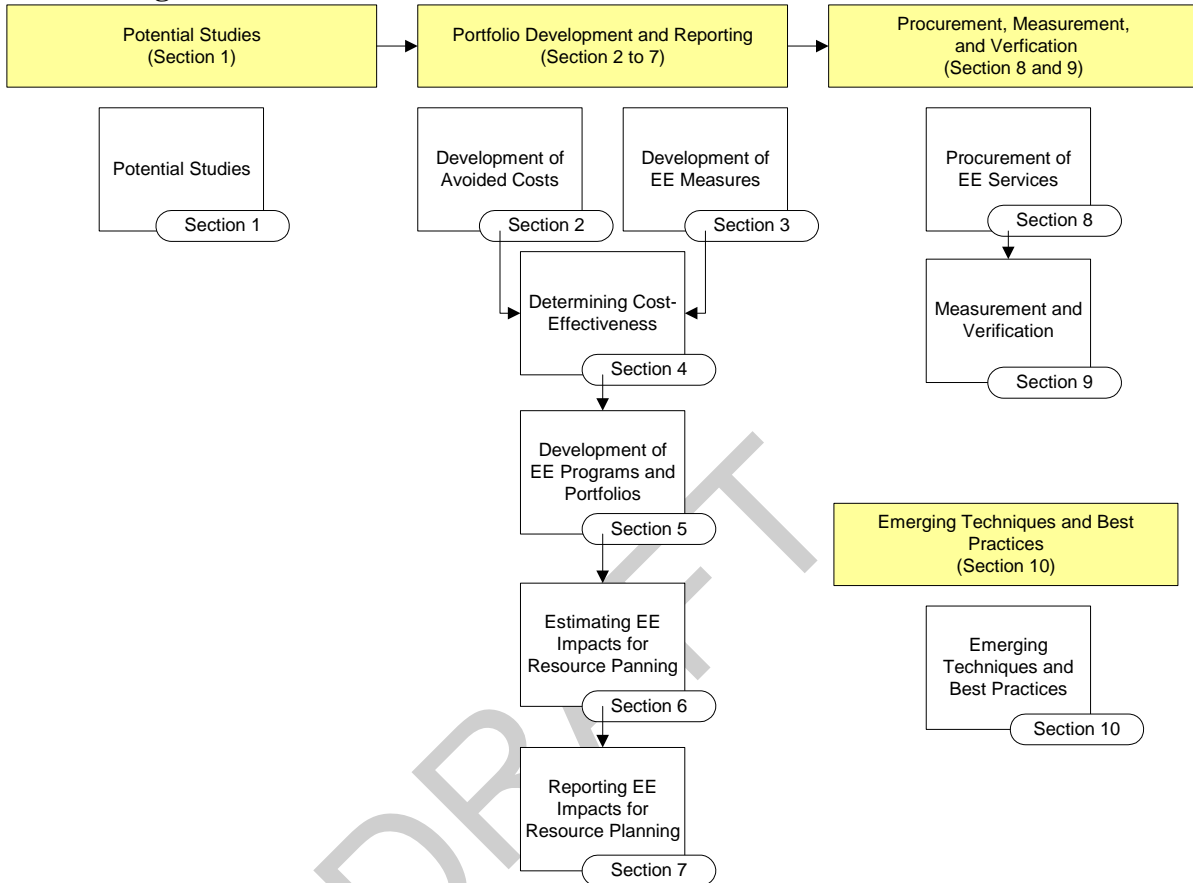 Potential Studies
(Section 1)
Portfolio Development and Reporting
(Section 2 to 7)
Procurement, Measurement,
and Verfication
(Section 8 and 9)
Potential Studies
Section 1
Development of
Avoided Costs
Section 2
Development of
EE Measures
Section 3
Procurement of
EE Services
Section 8
Determining Cost-
Effectiveness
Section 4
Measurement and
Verification
Section 9
Development of
EE Programs and
Portfolios
Section 5
Emerging Techniques and Best
Practices
(Section 10)
Estimating EE
Impacts for
Resource Panning
Section 6
Emerging
Techniques and
Best Practices
Section 10
Reporting EE
Impacts for
Resource Planning
Section 7
DRAFT